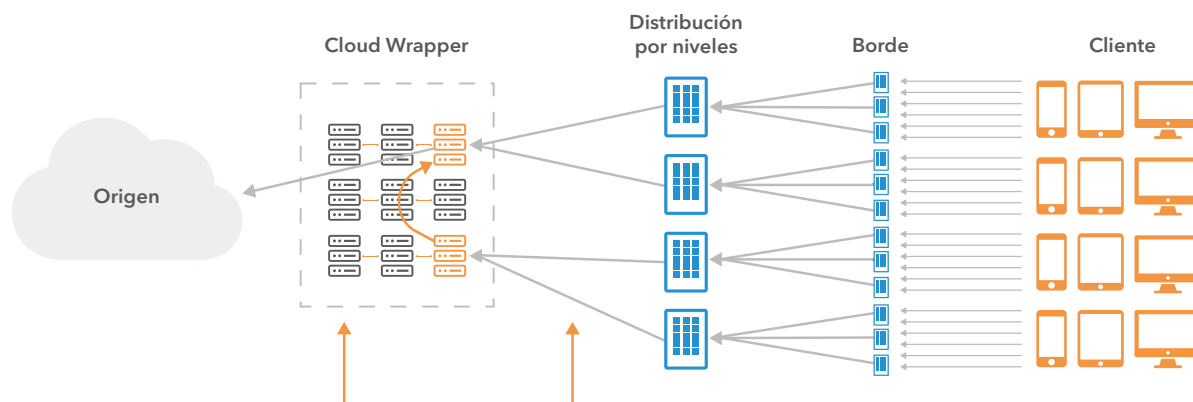 Cloud Wrapper
Distribución
por niveles
Borde
Cliente
Origen